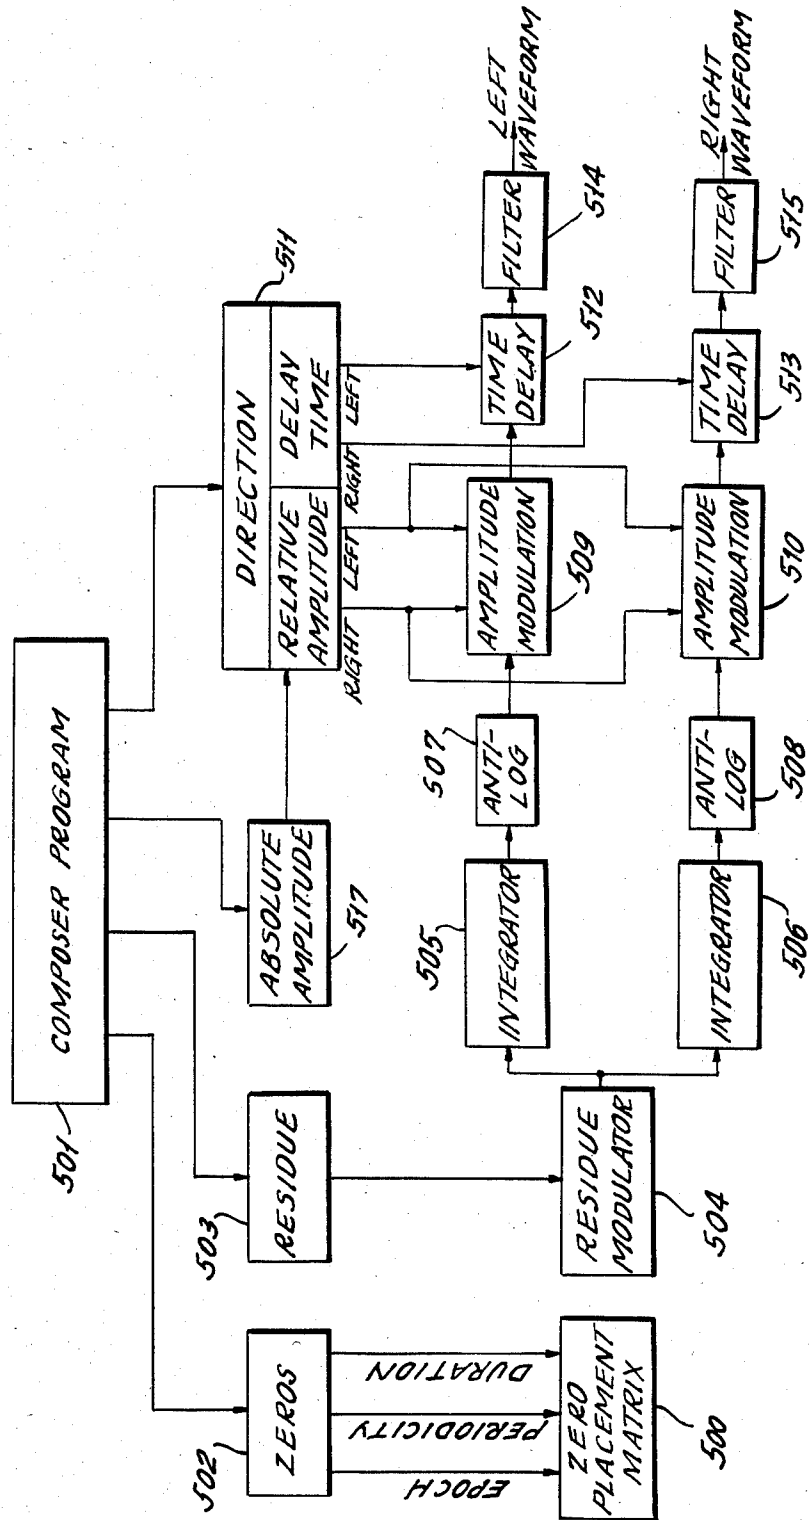 COMPOSER PROGRAM
501
ZEROS
502
RESIDUE
503
ABSOLUTE
AMPLITUDE
517
DIRECTION
511
RELATIVE
AMPLITUDE
DELAY
TIME
RIGHT
LEFT
RIGHT
LEFT
EPOCH
PERIODICITY
DURATION
ZERO
PLACEMENT
MATRIX
500
RESIDUE
MODULATOR
504
INTEGRATOR
505
ANTI-
LOG
507
AMPLITUDE
MODULATION
509
TIME
DELAY
512
FILTER
514
LEFT
WAVEFORM
INTEGRATOR
506
ANTI-
LOG
508
AMPLITUDE
MODULATION
510
TIME
DELAY
513
FILTER
515
RIGHT
WAVEFORM